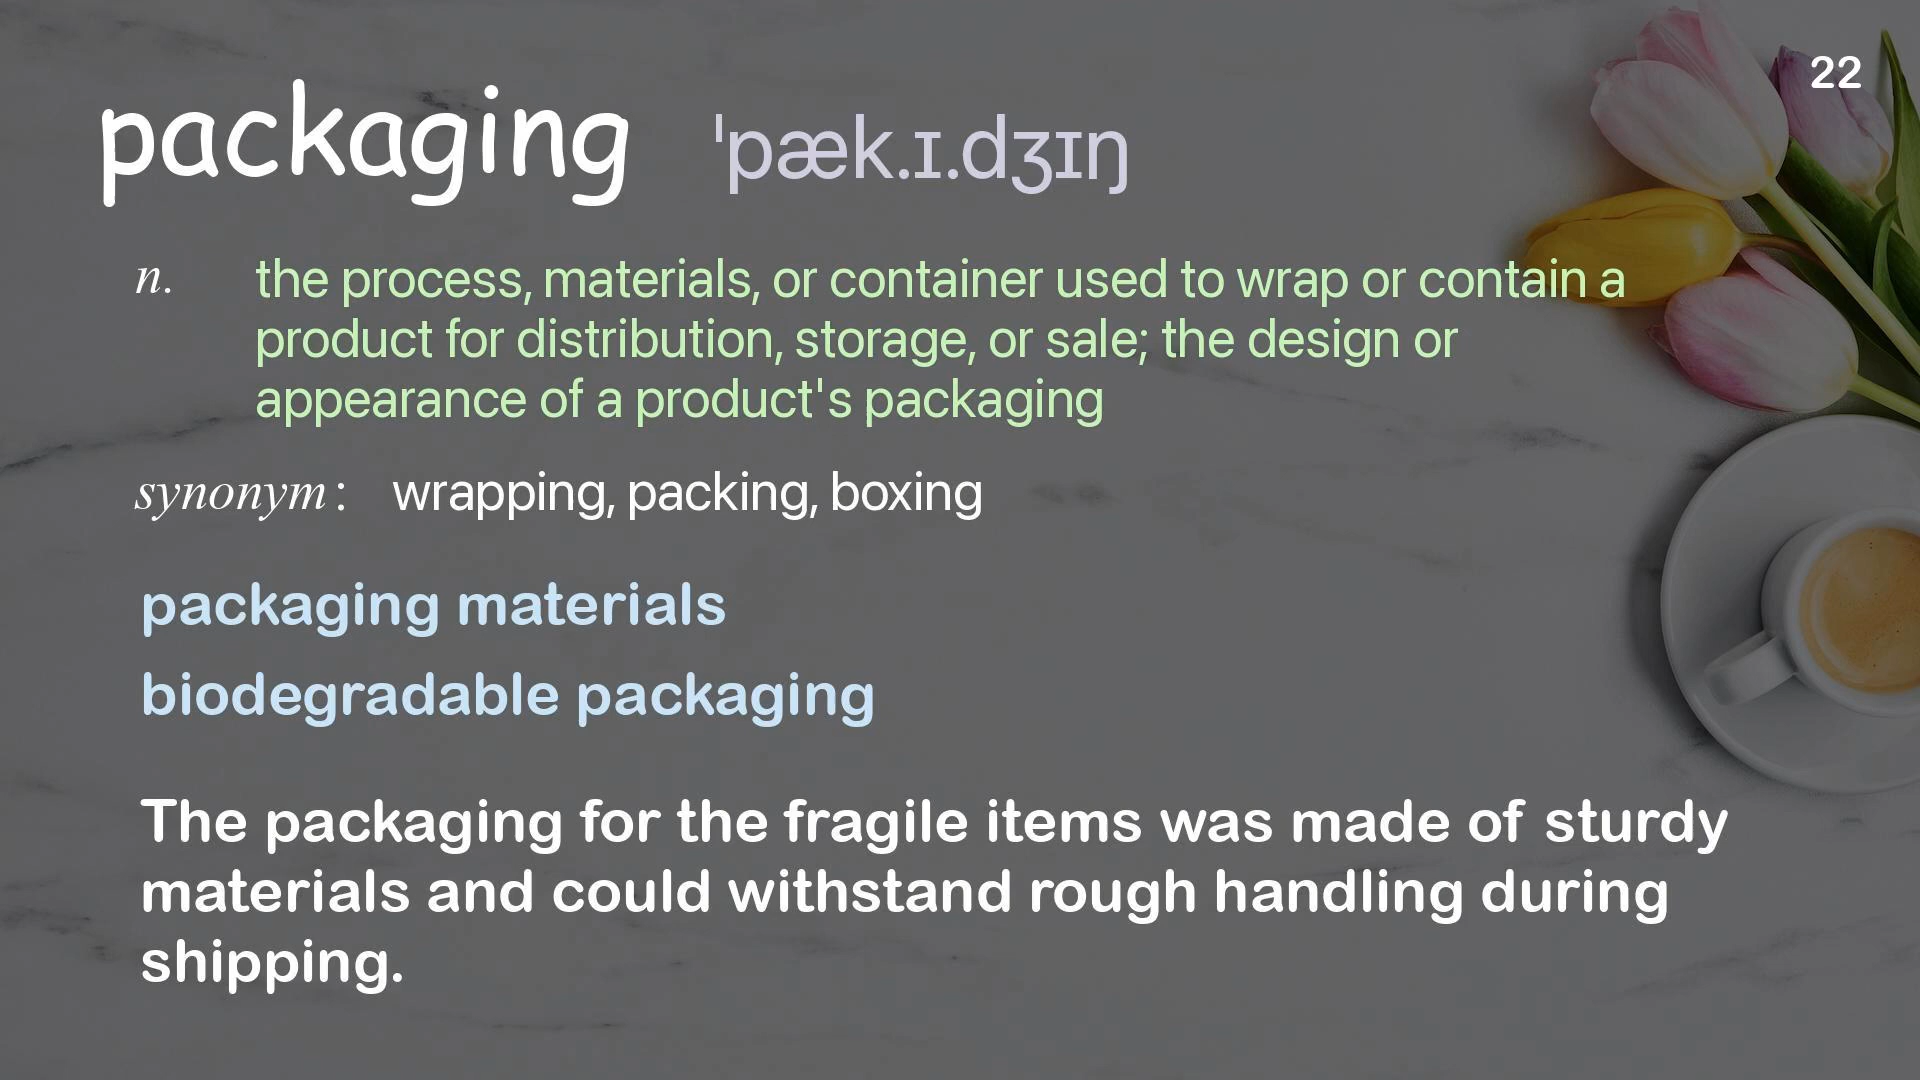 22
packaging ˈpæk.ɪ.dʒɪŋ
n. the process, materials, or container used to wrap or contain a
product for distribution, storage, or sale; the design or
appearance of a product's packaging
synonym: wrapping, packing, boxing
packaging materials
biodegradable packaging
The packaging for the fragile items was made of sturdy
materials and could withstand rough handling during
shipping.